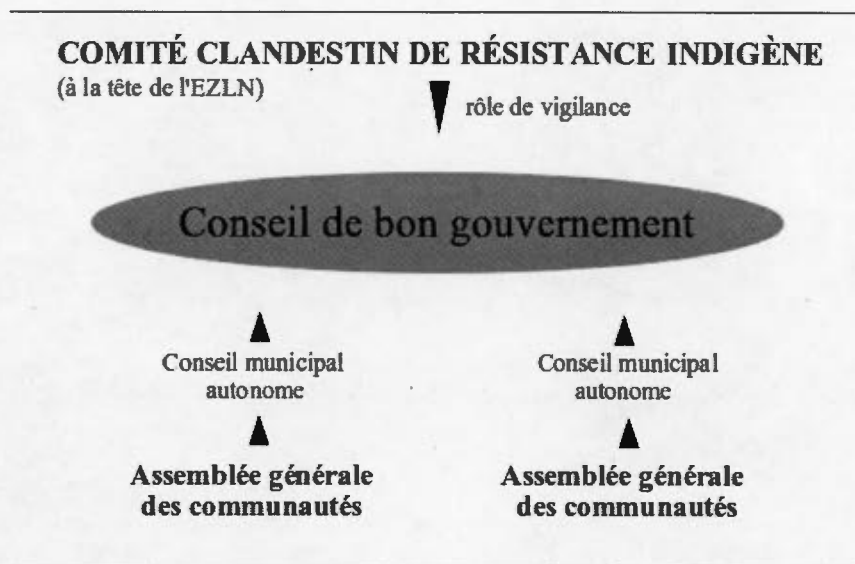 COMITÉ CLANDESTIN DE RÉSISTANCE INDIGÈNE
(à la tête de l'EZLN)
rôle de vigilance
Conseil de bon gouvernement
Conseil municipal
autonome
Conseil municipal
autonome
Assemblée générale
des communautés
Assemblée générale
des communautés